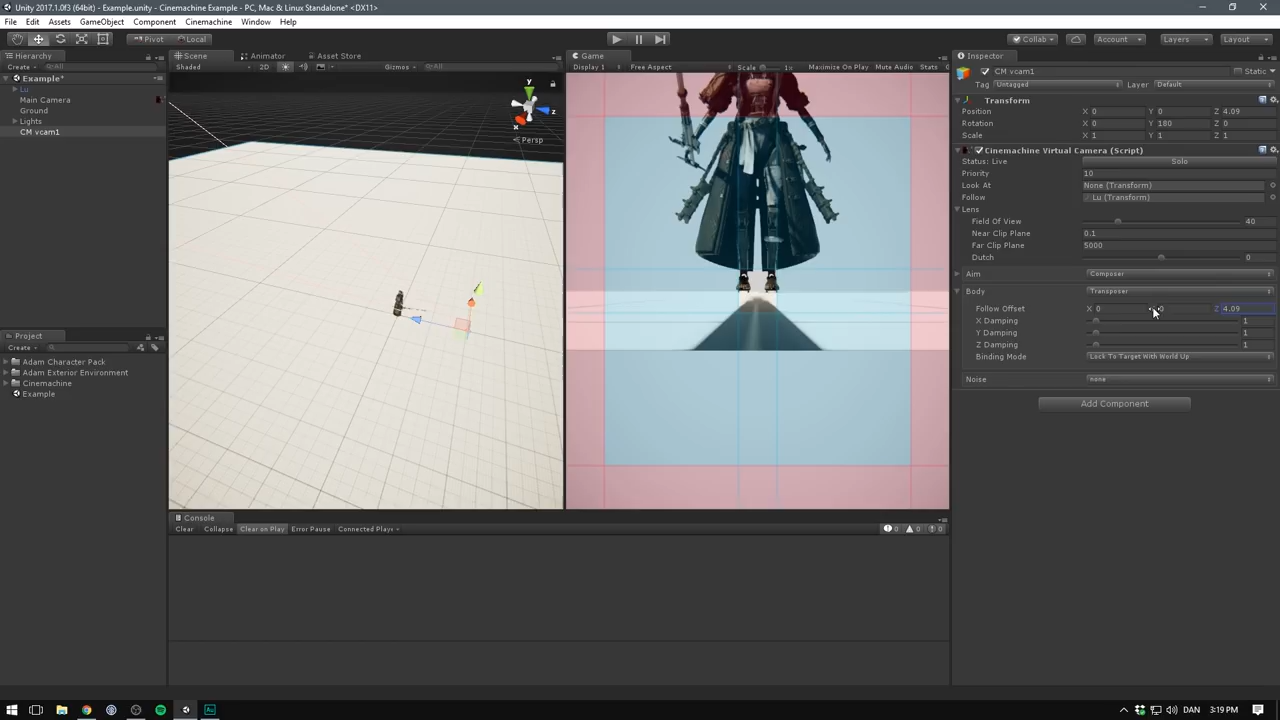 Unity 2017.1.0f3 (64bit) - Example.unity - Cinemachine Example - PC, Mac & Linux Standalone* <DX11>
File Edit Assets GameObject Component Cinemachine Window Help
Pivot Local Collab Account Layers Layout
Hierarchy Scene Animator Asset Store Game Inspector
Create All Shaded 2D Gizmos All Display 1 Free Aspect Scale 1x Maximize On Play Mute Audio Stats
CM vcam1 Static
Tag Untagged Layer Default
Example*
Lu
Main Camera
Ground
Lights
CM vcam1
y
z
x
Persp
Transform
Position X 0 Y 0 Z 4.09
Rotation X 0 Y 180 Z 0
Scale X 1 Y 1 Z 1
Cinemachine Virtual Camera (Script)
Status: Live Solo
Priority 10
Look At None (Transform)
Follow Lu (Transform)
Lens
Field Of View 40
Near Clip Plane 0.1
Far Clip Plane 5000
Dutch 0
Aim Composer
Body Transposer
Follow Offset X 0 0 Z 4.09
X Damping 1
Y Damping 1
Z Damping 1
Binding Mode Lock To Target With World Up
Noise none
Add Component
Project
Create
Adam Character Pack
Adam Exterior Environment
Cinemachine
Example
Console
Clear Collapse Clear on Play Error Pause Connected Play 0 0 0
DAN 3:19 PM